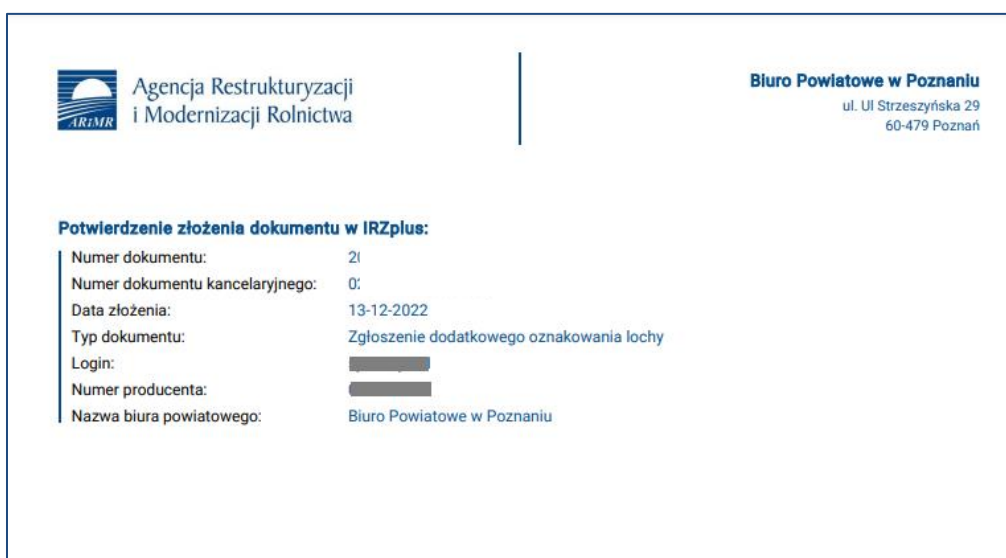 Agencja Restrukturyzacji
i Modernizacji Rolnictwa
ARiMR
Biuro Powiatowe w Poznaniu
ul. Ul Strzeszyńska 29
60-479 Poznań
Potwierdzenie złożenia dokumentu w IRZplus:
Numer dokumentu:
Numer dokumentu kancelaryjnego:
Data złożenia: 13-12-2022
Typ dokumentu: Zgłoszenie dodatkowego oznakowania lochy
Login:
Numer producenta:
Nazwa biura powiatowego: Biuro Powiatowe w Poznaniu